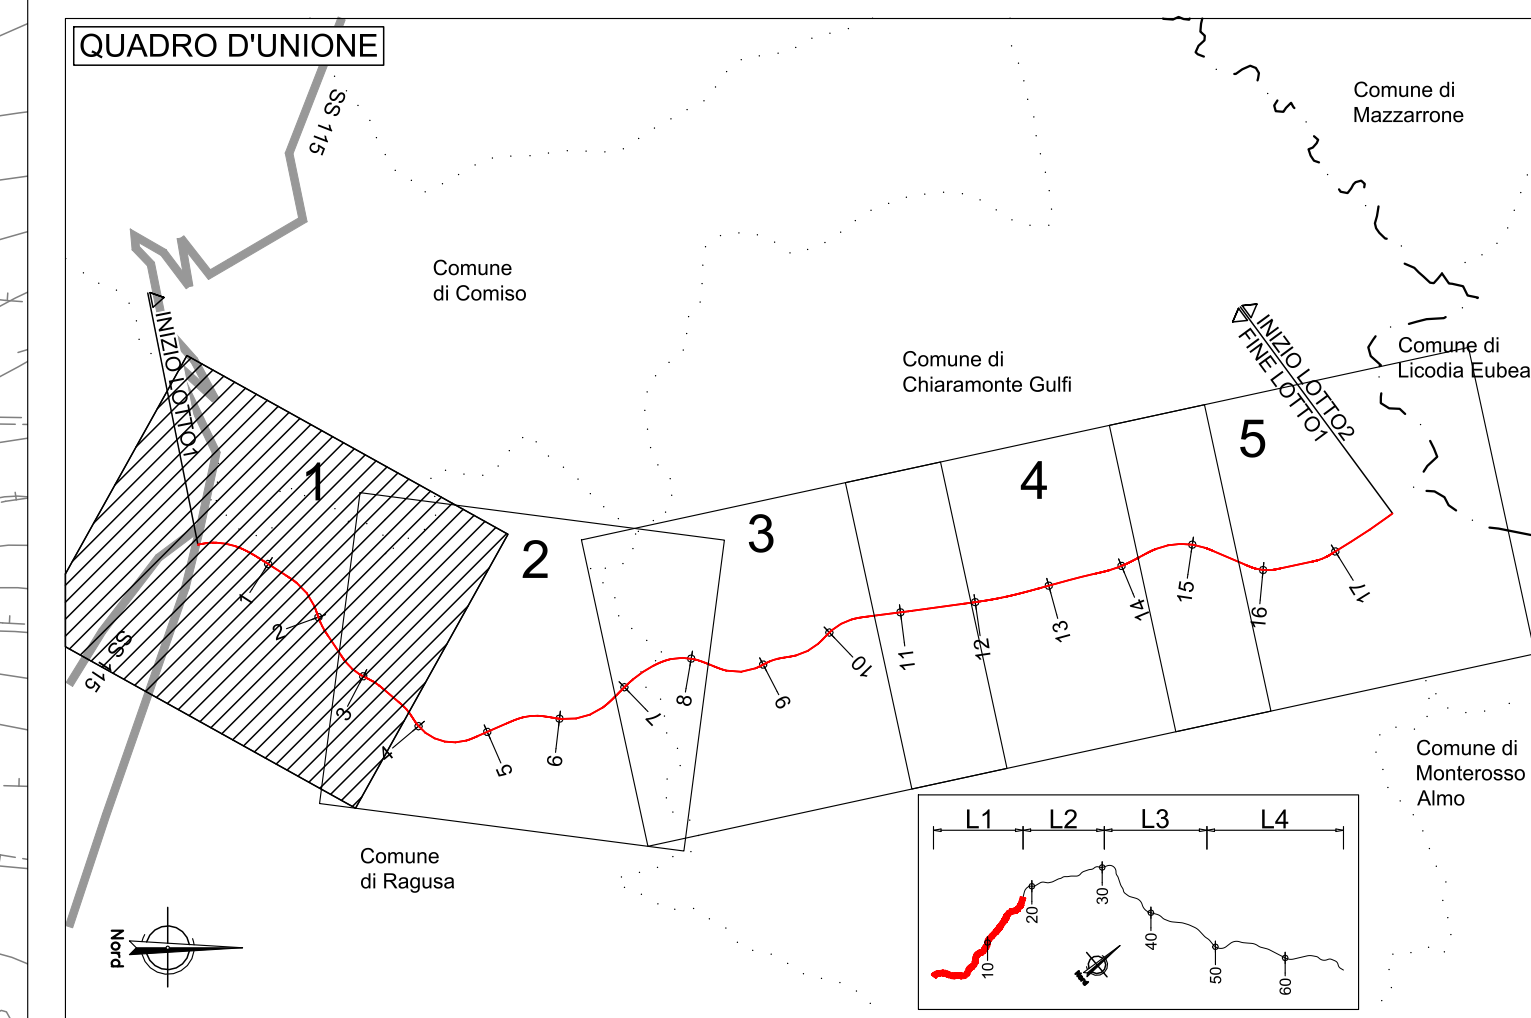 QUADRO D'UNIONE
SS 115
Comune di
Mazzarrone
Comune
di Comiso
INIZIO LOTTO1
INIZIO LOTTO2
FINE LOTTO1
Comune di
Licodia Eubea
Comune di
Chiaramonte Gulfi
1
2
3
4
5
1
2
3
4
5
6
7
8
9
10
11
12
13
14
15
16
17
SS 115
Comune di
Monterosso
Almo
Comune
di Ragusa
Nord
L1 L2 L3 L4
10
20
30
40
50
60